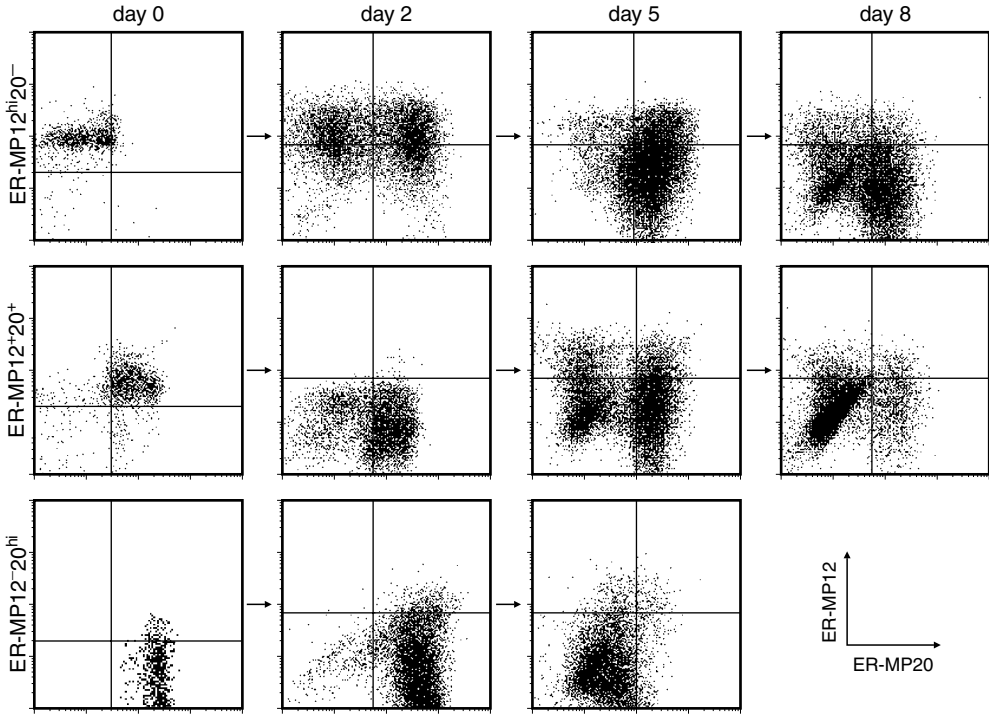 day 0
day 2
day 5
day 8
ER-MP12ʰⁱ20⁻
ER-MP12⁺20⁺
ER-MP12⁻20ʰⁱ
ER-MP12
ER-MP20